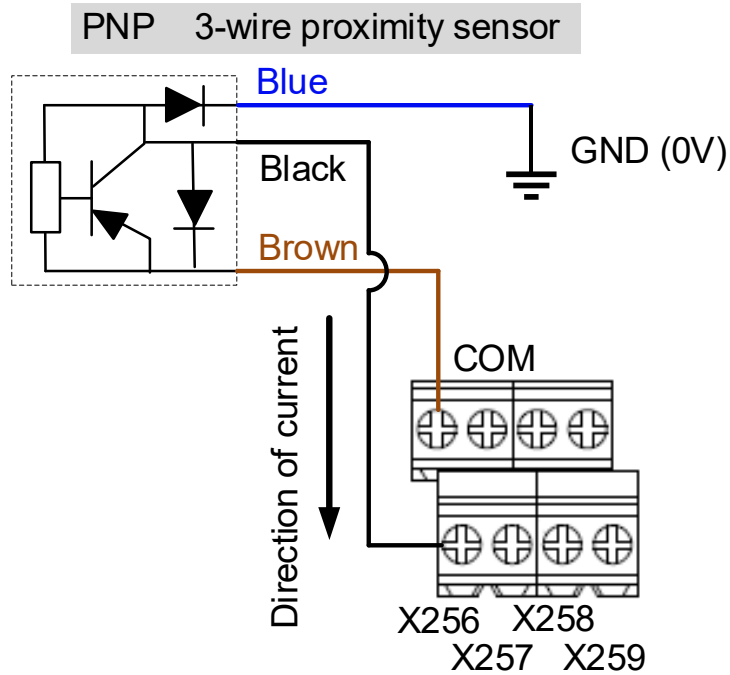 PNP 3-wire proximity sensor
Blue
GND (0V)
Black
Brown
Direction of current
COM
X256 X258
X257 X259